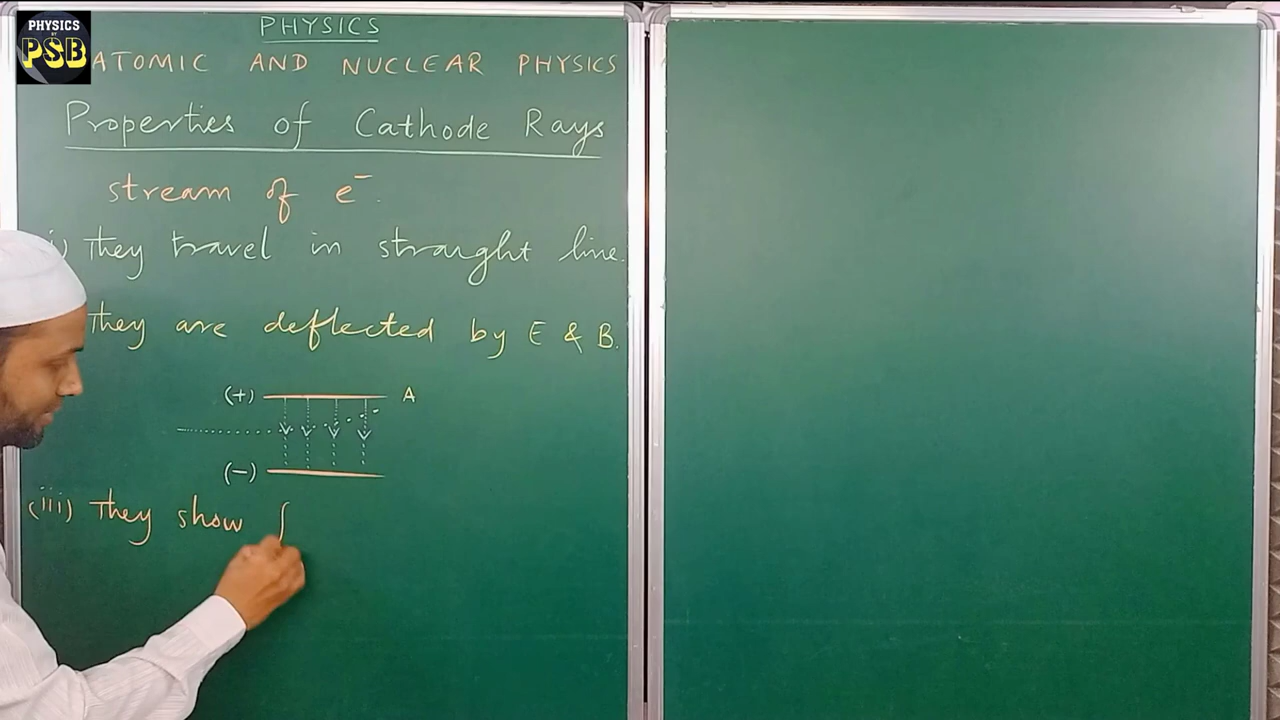 PHYSICS
BY
PSB
PHYSICS
ATOMIC AND NUCLEAR PHYSICS
Properties of Cathode Rays
stream of e⁻.
i) They travel in straight line.
They are deflected by E & B.
(+) A
(-)
(iii) They show